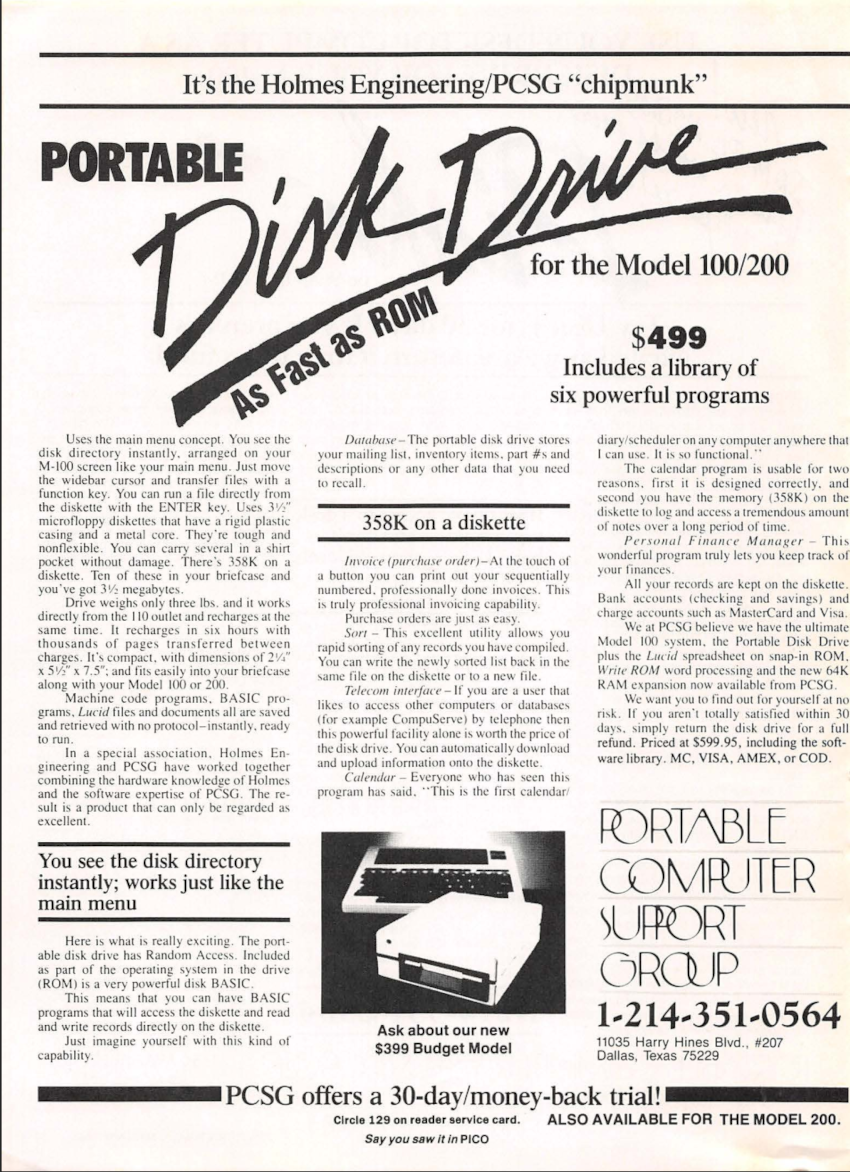 It's the Holmes Engineering/PCSG “chipmunk”
PORTABLE
Disk Drive
for the Model 100/200
As Fast as ROM
$499
Includes a library of
six powerful programs
Uses the main menu concept. You see the
disk directory instantly, arranged on your
M-100 screen like your main menu. Just move
the widebar cursor and transfer files with a
function key. You can run a file directly from
the diskette with the ENTER key. Uses 3½″
microfloppy diskettes that have a rigid plastic
casing and a metal core. They're tough and
nonflexible. You can carry several in a shirt
pocket without damage. There's 358K on a
diskette. Ten of these in your briefcase and
you've got 3½ megabytes.
Drive weighs only three lbs. and it works
directly from the 110 outlet and recharges at the
same time. It recharges in six hours with
thousands of pages transferred between
charges. It's compact, with dimensions of 2¼″
x 5½″ x 7.5″; and fits easily into your briefcase
along with your Model 100 or 200.
Machine code programs, BASIC pro-
grams, Lucid files and documents all are saved
and retrieved with no protocol–instantly, ready
to run.
In a special association, Holmes En-
gineering and PCSG have worked together
combining the hardware knowledge of Holmes
and the software expertise of PCSG. The re-
sult is a product that can only be regarded as
excellent.
You see the disk directory
instantly; works just like the
main menu
Here is what is really exciting. The port-
able disk drive has Random Access. Included
as part of the operating system in the drive
(ROM) is a very powerful disk BASIC.
This means that you can have BASIC
programs that will access the diskette and read
and write records directly on the diskette.
Just imagine yourself with this kind of
capability.
Database – The portable disk drive stores
your mailing list, inventory items, part #s and
descriptions or any other data that you need
to recall.
358K on a diskette
Invoice (purchase order)–At the touch of
a button you can print out your sequentially
numbered, professionally done invoices. This
is truly professional invoicing capability.
Purchase orders are just as easy.
Sort – This excellent utility allows you
rapid sorting of any records you have compiled.
You can write the newly sorted list back in the
same file on the diskette or to a new file.
Telecom interface – If you are a user that
likes to access other computers or databases
(for example CompuServe) by telephone then
this powerful facility alone is worth the price of
the disk drive. You can automatically download
and upload information onto the diskette.
Calendar – Everyone who has seen this
program has said, “This is the first calendar/
Ask about our new
$399 Budget Model
diary/scheduler on any computer anywhere that
I can use. It is so functional.”
The calendar program is usable for two
reasons, first it is designed correctly, and
second you have the memory (358K) on the
diskette to log and access a tremendous amount
of notes over a long period of time.
Personal Finance Manager – This
wonderful program truly lets you keep track of
your finances.
All your records are kept on the diskette.
Bank accounts (checking and savings) and
charge accounts such as MasterCard and Visa.
We at PCSG believe we have the ultimate
Model 100 system, the Portable Disk Drive
plus the Lucid spreadsheet on snap-in ROM,
Write ROM word processing and the new 64K
RAM expansion now available from PCSG.
We want you to find out for yourself at no
risk. If you aren't totally satisfied within 30
days, simply return the disk drive for a full
refund. Priced at $599.95, including the soft-
ware library. MC, VISA, AMEX, or COD.
PORTABLE
COMPUTER
SUPPORT
GROUP
1-214-351-0564
11035 Harry Hines Blvd., #207
Dallas, Texas 75229
PCSG offers a 30-day/money-back trial!
Circle 129 on reader service card.
ALSO AVAILABLE FOR THE MODEL 200.
Say you saw it in PICO